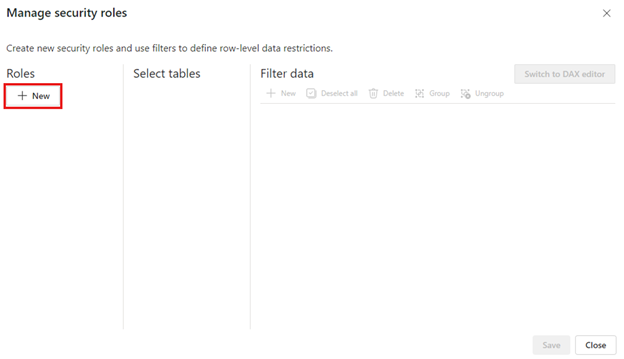 Manage security roles
Create new security roles and use filters to define row-level data restrictions.
Roles
Select tables
Filter data
Switch to DAX editor
New
New
Deselect all
Delete
Group
Ungroup
Save
Close